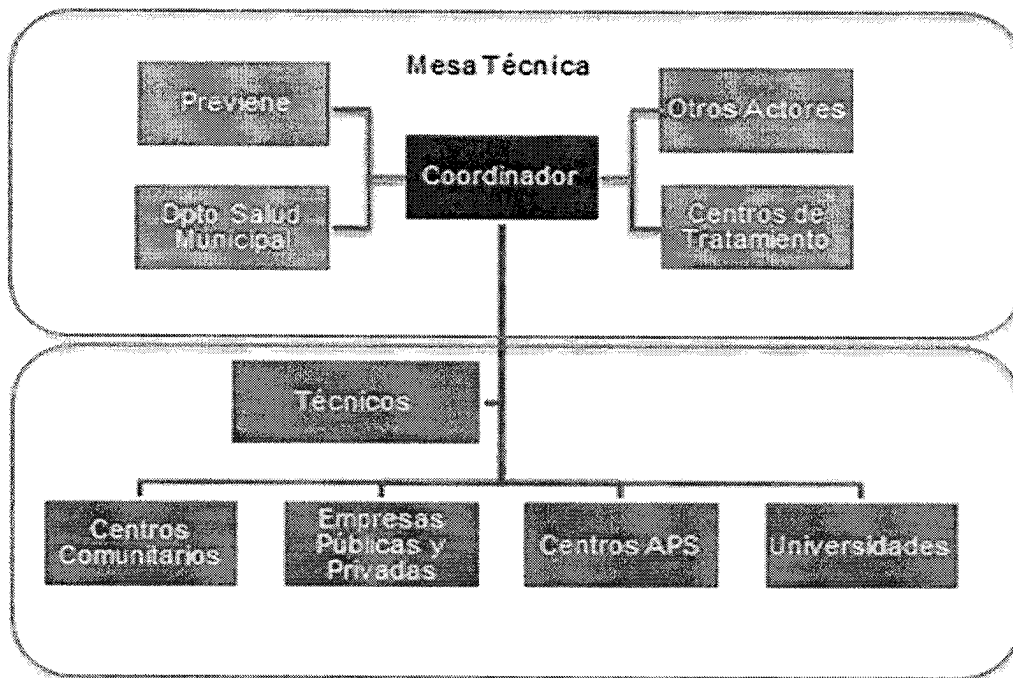 Mesa Técnica
Previene
Otros Actores
Coordinador
Dpto Salud
Municipal
Centros de
Tratamiento
Técnicos
Centros
Comunitarios
Empresas
Públicas y
Privadas
Centros APS
Universidades